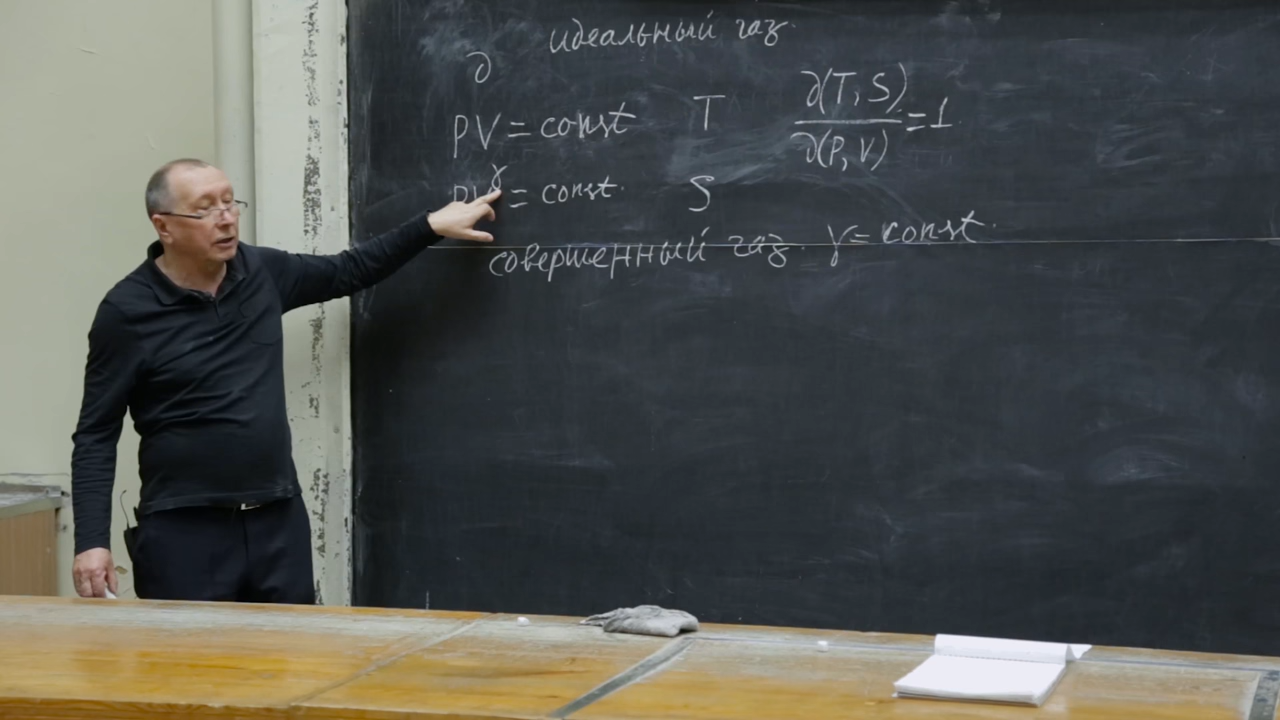 идеальный газ.
∂
PV = const T ∂(T, S)/∂(P, V) = 1
PV^γ = const. S
совершенный газ. γ = const.